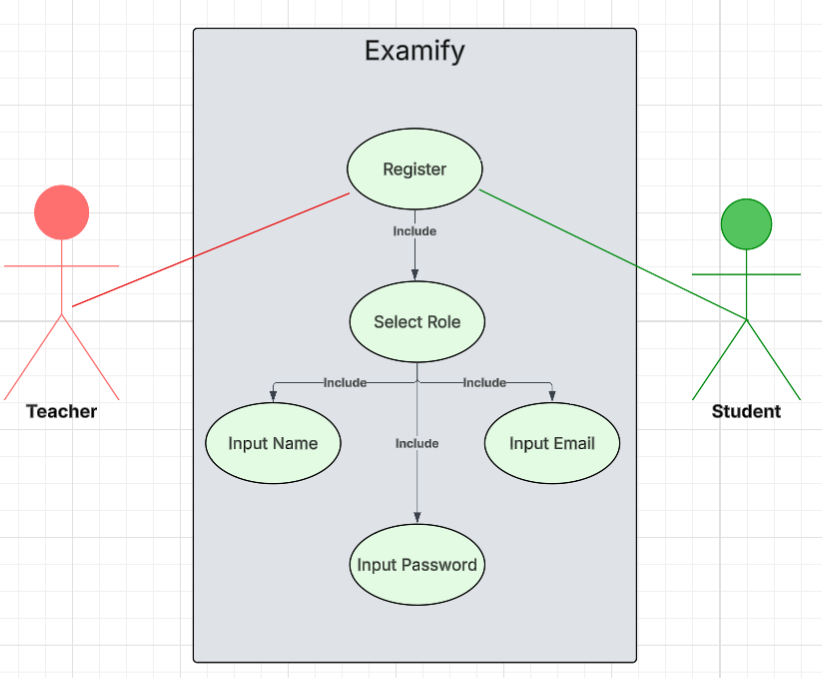 Examify
Register
Include
Select Role
Include
Include
Input Name
Include
Input Email
Input Password
Teacher
Student